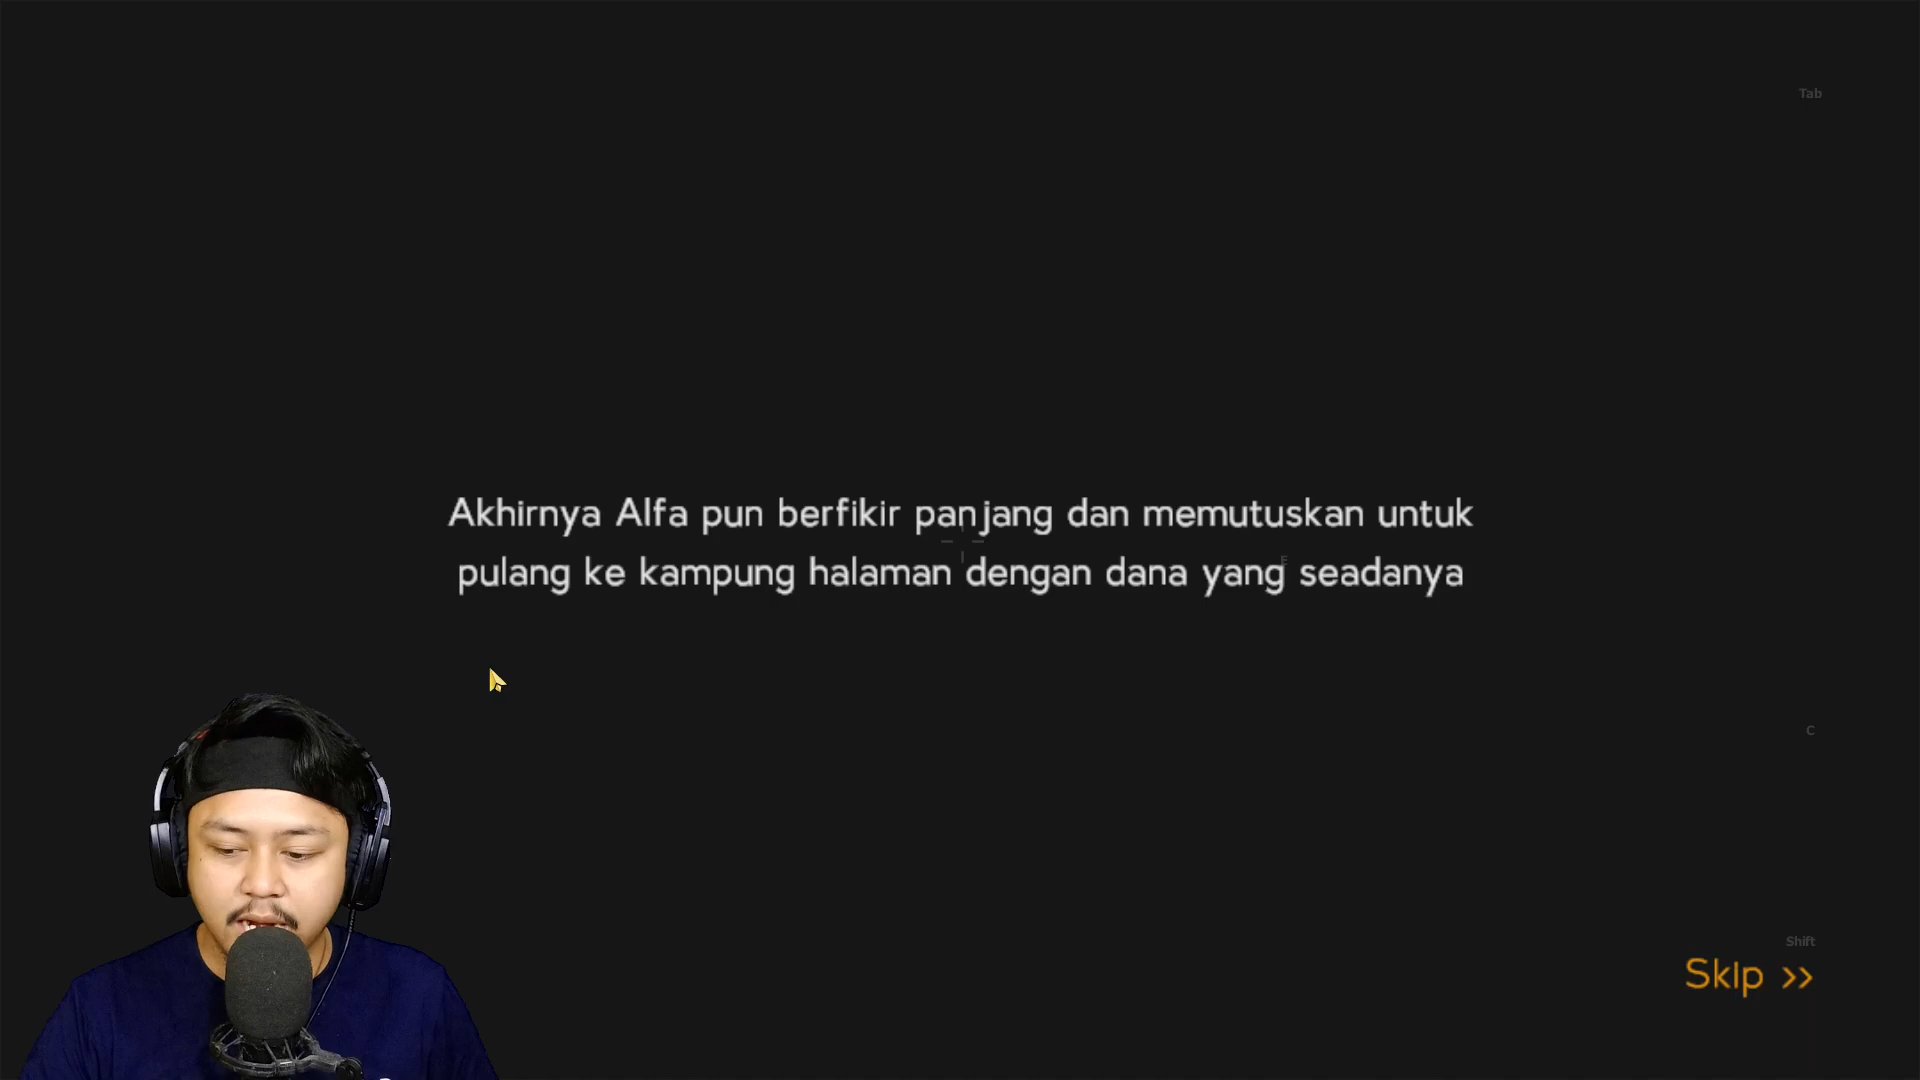 Tab
Akhirnya Alfa pun berfikir panjang dan memutuskan untuk
pulang ke kampung halaman dengan dana yang seadanya
E
C
Shift
SkIp >>